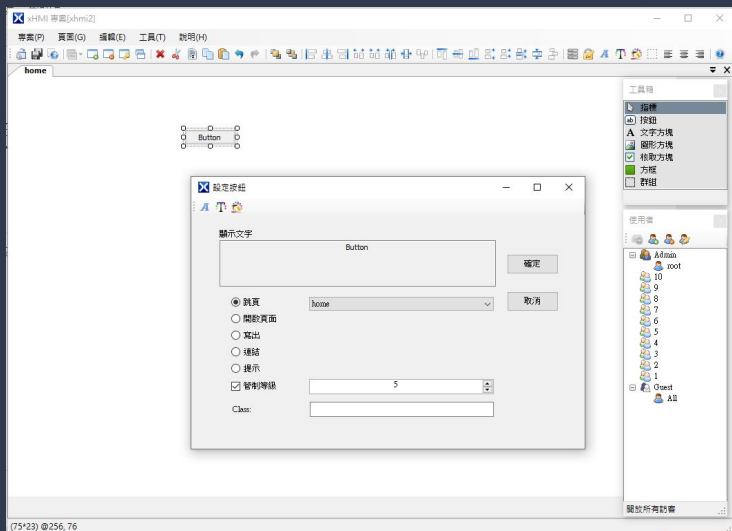 xHMI 專案[xhmi2]
專案(P) 頁面(G) 編輯(E) 工具(T) 說明(H)
home
Button
設定按鈕
顯示文字
Button
確定
跳頁
home
取消
開啟頁面
寫出
連結
提示
管制等級
5
Class:
工具箱
指標
按鈕
文字方塊
圖形方塊
核取方塊
方框
群組
使用者
Admin
root
10
9
8
7
6
5
4
3
2
1
Guest
All
開放所有訪客
(75*23) @256, 76